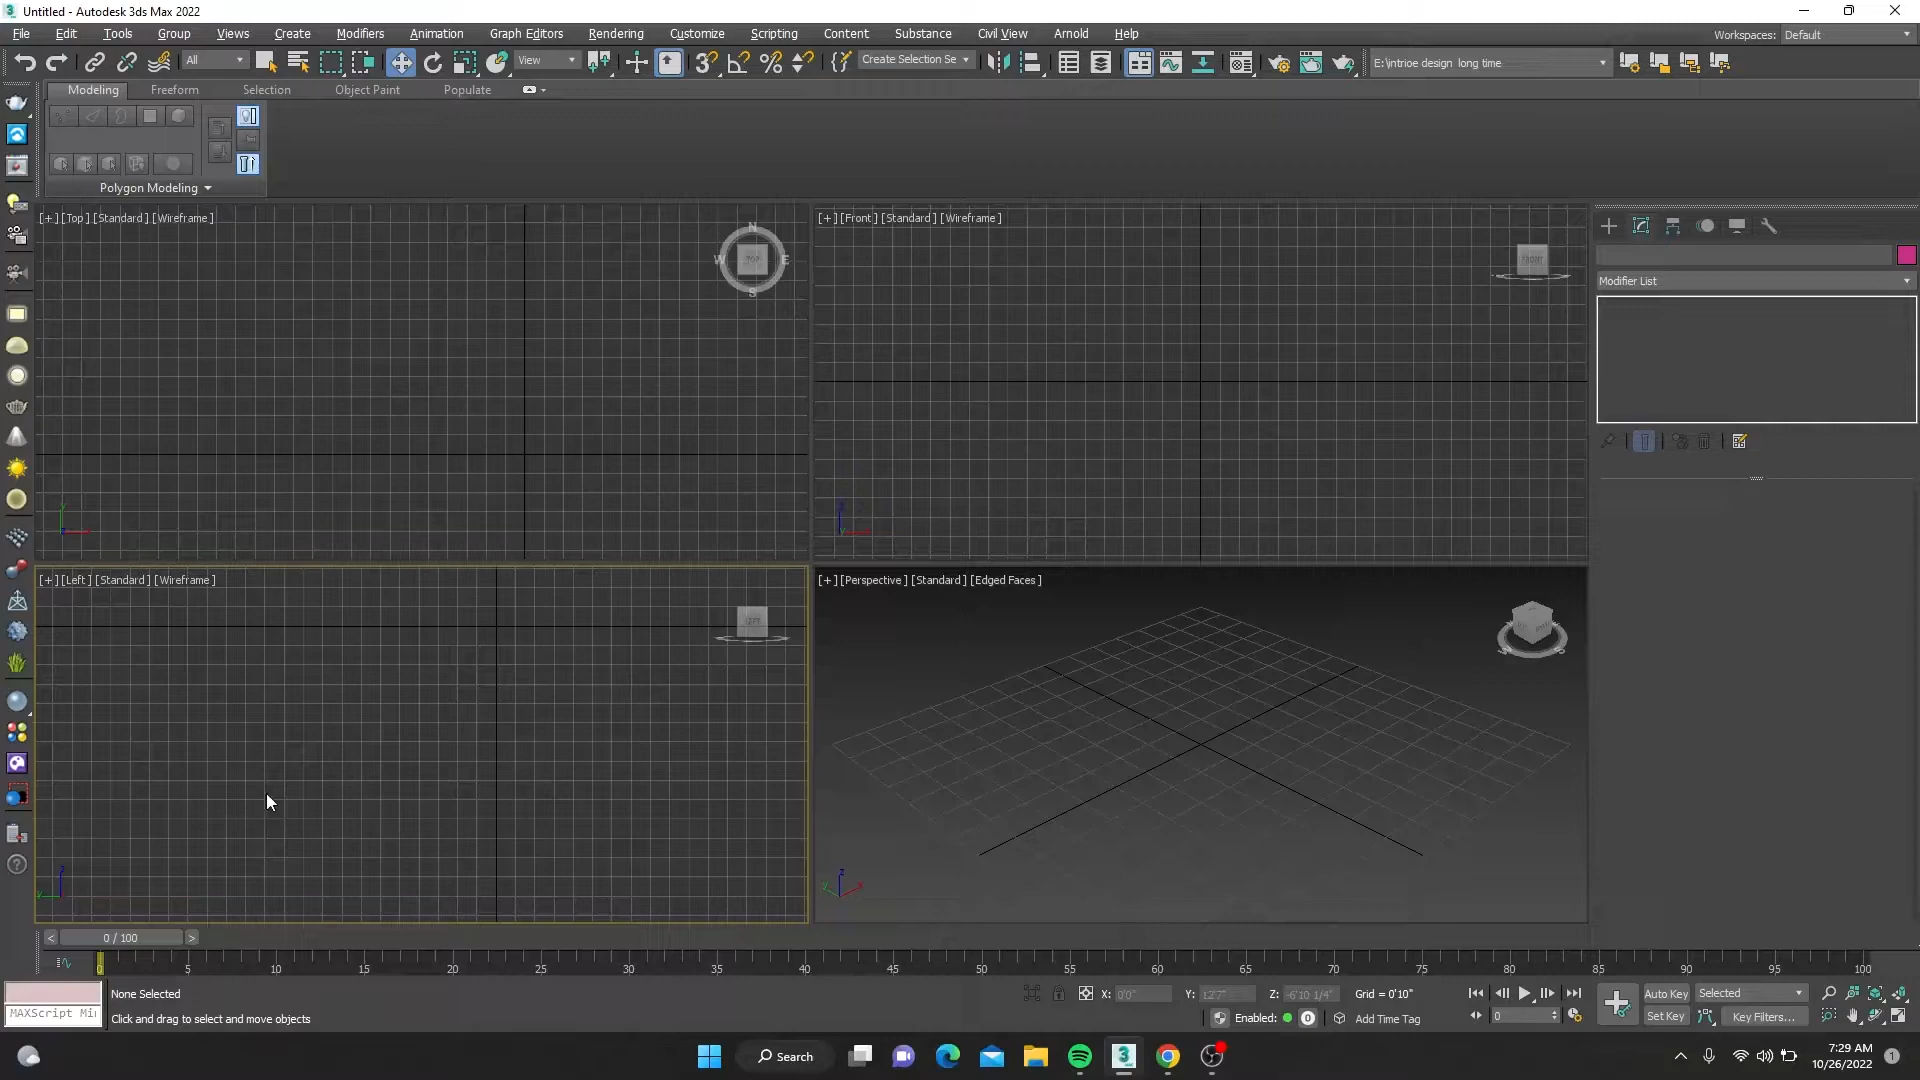 Untitled - Autodesk 3ds Max 2022
File Edit Tools Group Views Create Modifiers Animation Graph Editors Rendering Customize Scripting Content Substance Civil View Arnold Help Workspaces: Default
All View Create Selection Se E:\intrioe design long time
Modeling Freeform Selection Object Paint Populate
Polygon Modeling
[+] [Top] [Standard] [Wireframe]
N
W TOP E
S
[+] [Front] [Standard] [Wireframe]
FRONT
Modifier List
[+] [Left] [Standard] [Wireframe]
LEFT
[+] [Perspective] [Standard] [Edged Faces]
< 0 / 100 >
0 5 10 15 20 25 30 35 40 45 50 55 60 65 70 75 80 85 90 95 100
None Selected X: 0'0" Y: 12'7" Z: -6'10 1/4" Grid = 0'10" Auto Key Selected
MAXScript Mi Click and drag to select and move objects Enabled: 0 Add Time Tag 0 Set Key Key Filters...
Search
7:29 AM
10/26/2022
1